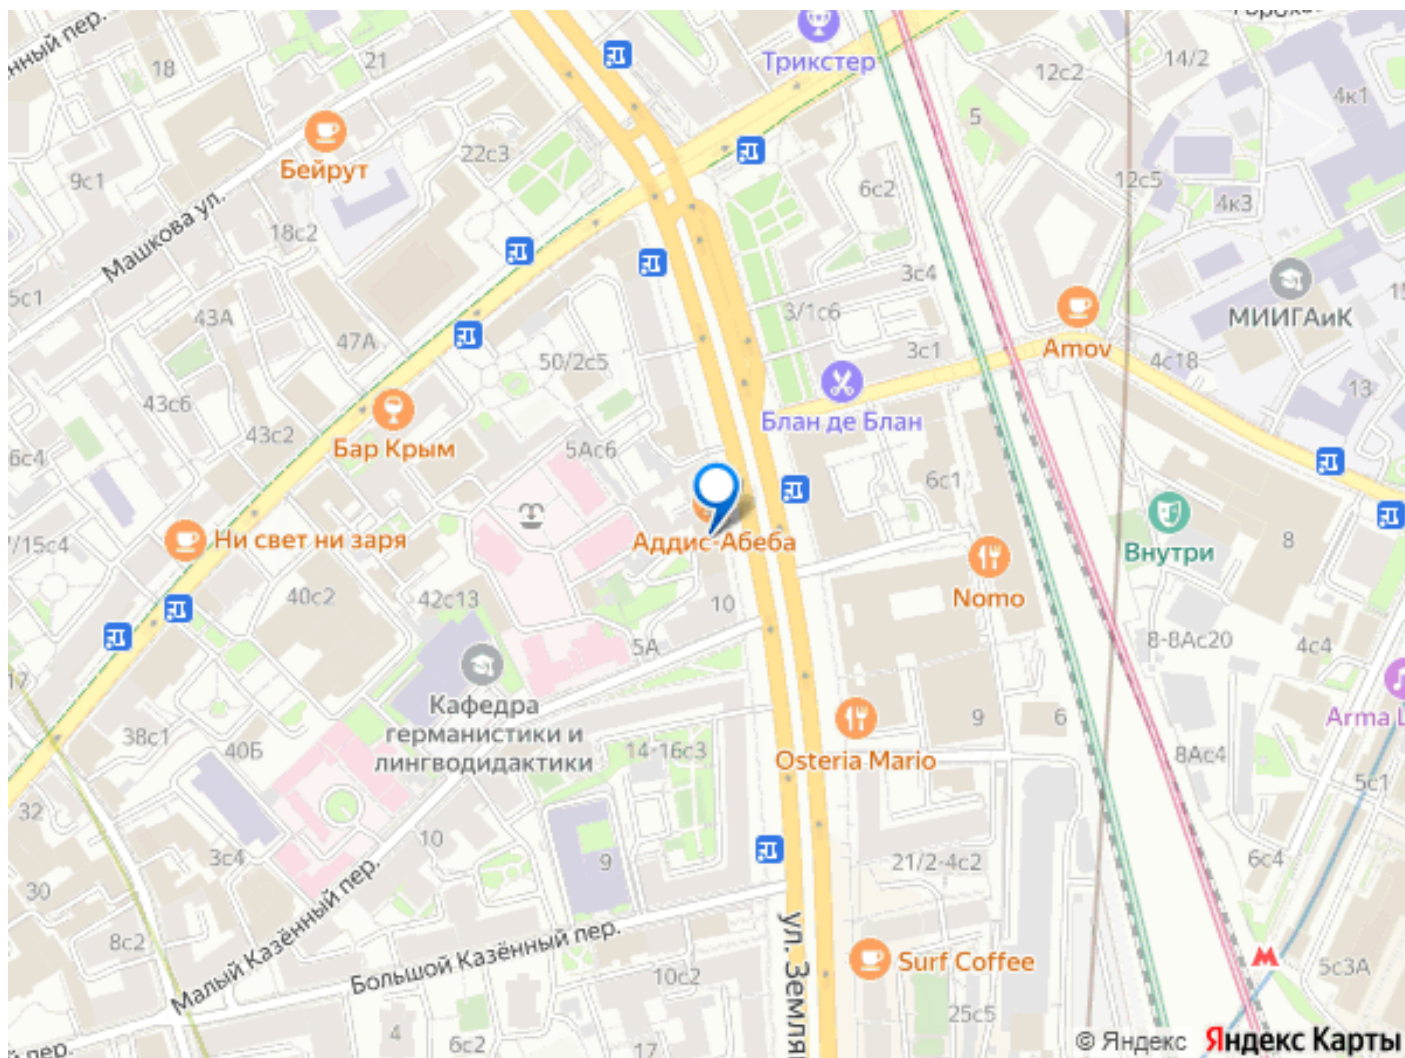 нный пер.
21
18
Трикстер
14/2
12с2
4к1
5
Бейрут
22с3
9с1
6с2
12с5
4к3
Машкова ул.
18с2
3с4
МИИГАиК
5с1
43А
3/1с6
47А
50/2с5
3с1
Amov
4с18
13
43с6
Блан де Блан
43с2
Бар Крым
5Ас6
6с4
6с1
Ни свет ни заря
/15с4
Аддис-Абеба
Внутри
8
Nomo
40с2
42с13
10
8-8Ас20
4с4
5А
17
Кафедра
германистики и
лингводидактики
38с1
40Б
14-16с3
9
6
Arma L
Osteria Mario
8Ас4
5с1
32
10
3с4
9
21/2-4с2
6с4
30
Малый Казённый пер.
8с2
Большой Казённый пер.
ул. Земля
Surf Coffee
5с3А
10с2
25с5
4
6с2
17
пер.
© Яндекс Яндекс Карты